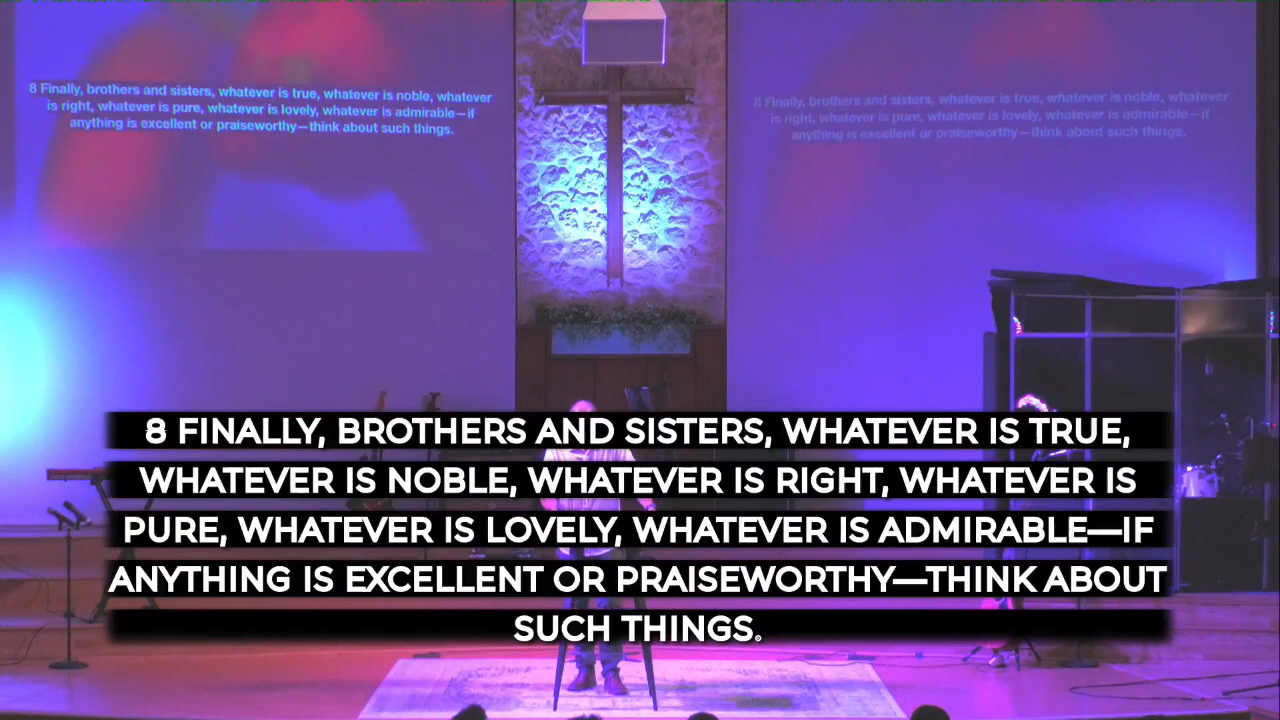 8 Finally, brothers and sisters, whatever is true, whatever is noble, whatever
is right, whatever is pure, whatever is lovely, whatever is admirable—if
anything is excellent or praiseworthy—think about such things.
8 Finally, brothers and sisters, whatever is true, whatever is noble, whatever
is right, whatever is pure, whatever is lovely, whatever is admirable—if
anything is excellent or praiseworthy—think about such things.
8 FINALLY, BROTHERS AND SISTERS, WHATEVER IS TRUE,
WHATEVER IS NOBLE, WHATEVER IS RIGHT, WHATEVER IS
PURE, WHATEVER IS LOVELY, WHATEVER IS ADMIRABLE—IF
ANYTHING IS EXCELLENT OR PRAISEWORTHY—THINK ABOUT
SUCH THINGS.